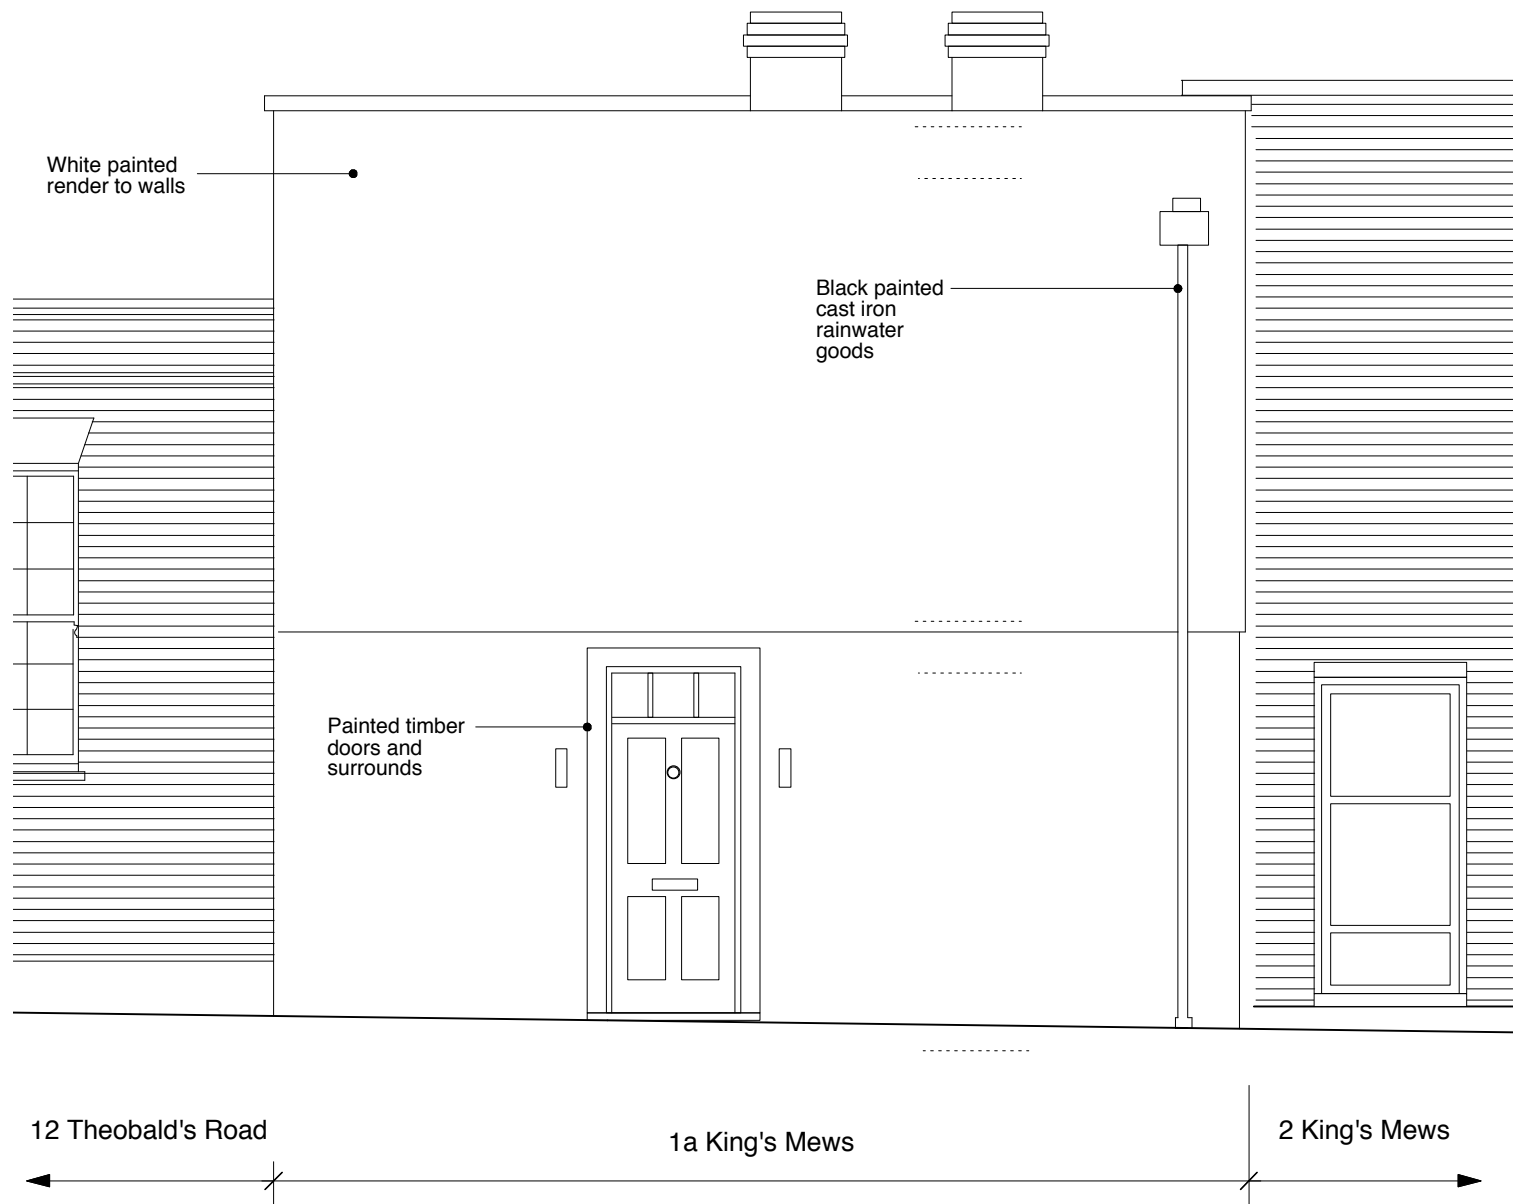 White painted
render to walls
Black painted
cast iron
rainwater
goods
Painted timber
doors and
surrounds
12 Theobald's Road
1a King's Mews
2 King's Mews